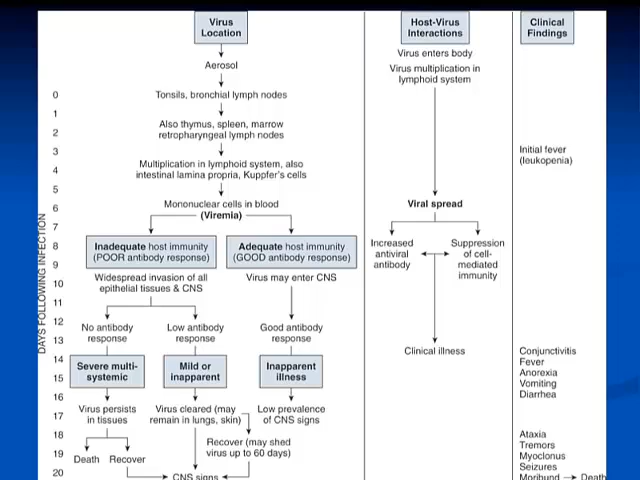 Virus
Location
Host-Virus
Interactions
Clinical
Findings
Aerosol
Virus enters body
Virus multiplication in
lymphoid system
DAYS FOLLOWING INFECTION
0
1
2
3
4
5
6
7
8
9
10
11
12
13
14
15
16
17
18
19
20
Tonsils, bronchial lymph nodes
Also thymus, spleen, marrow
retropharyngeal lymph nodes
Multiplication in lymphoid system, also
intestinal lamina propria, Kuppfer's cells
Mononuclear cells in blood
(Viremia)
Inadequate host immunity
(POOR antibody response)
Adequate host immunity
(GOOD antibody response)
Widespread invasion of all
epithelial tissues & CNS
Virus may enter CNS
No antibody
response
Low antibody
response
Good antibody
response
Severe multi-
systemic
Mild or
inapparent
Inapparent
illness
Virus persists
in tissues
Virus cleared (may
remain in lungs, skin)
Low prevalence
of CNS signs
Recover (may shed
virus up to 60 days)
Death
Recover
CNS signs
Viral spread
Increased
antiviral
antibody
Suppression
of cell-
mediated
immunity
Clinical illness
Initial fever
(leukopenia)
Conjunctivitis
Fever
Anorexia
Vomiting
Diarrhea
Ataxia
Tremors
Myoclonus
Seizures
Moribund → Death